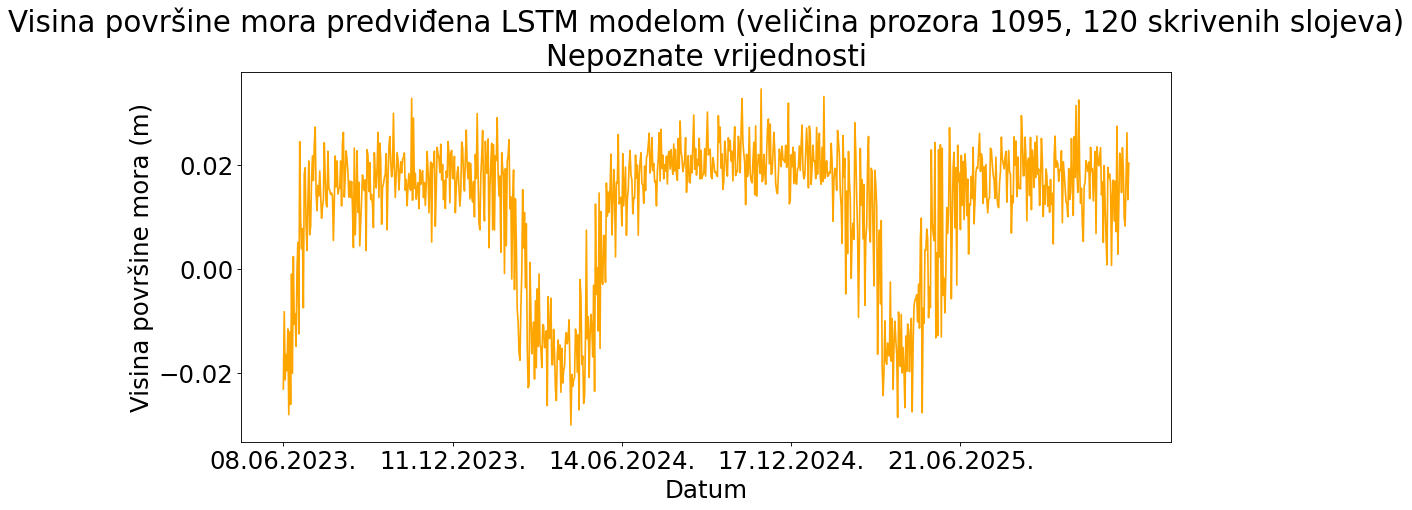 Visina površine mora predviđena LSTM modelom (veličina prozora 1095, 120 skrivenih slojeva)
Nepoznate vrijednosti
Visina površine mora (m)
0.02
0.00
−0.02
08.06.2023. 11.12.2023. 14.06.2024. 17.12.2024. 21.06.2025.
Datum